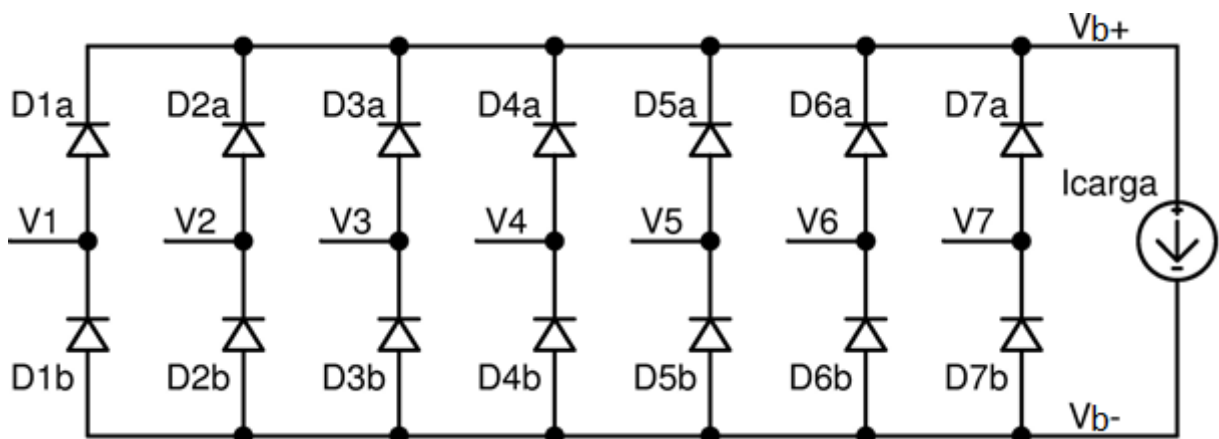 Vb+
D1a D2a D3a D4a D5a D6a D7a
Icarga
V1 V2 V3 V4 V5 V6 V7
+
-
D1b D2b D3b D4b D5b D6b D7b
Vb-